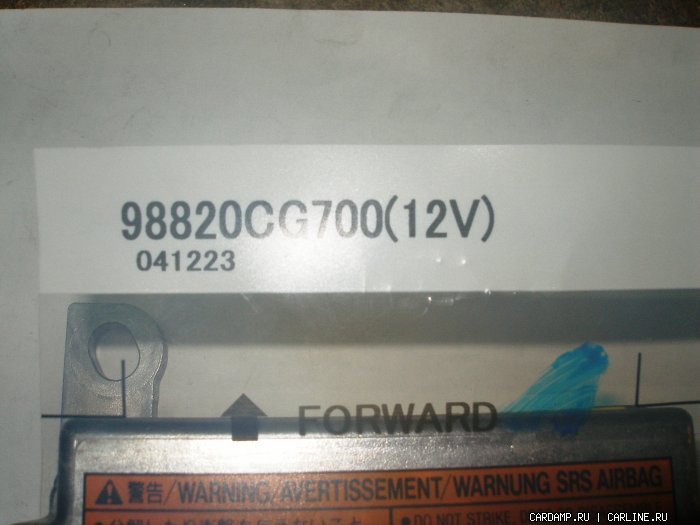 98820CG700(12V)
041223
FORWARD
警告/WARNING/AVERTISSEMENT/WARNUNG SRS AIRBAG
DO NOT STRIKE,
CARDAMP.RU | CARLINE.RU